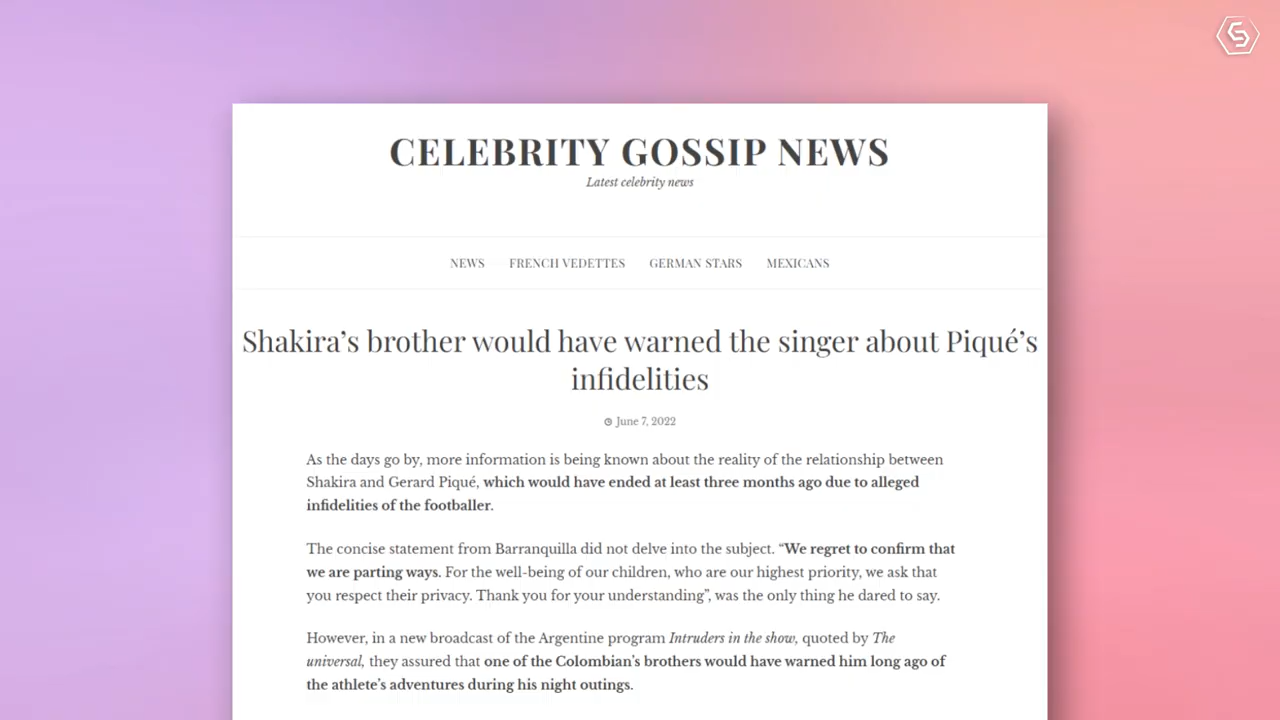 CELEBRITY GOSSIP NEWS
Latest celebrity news
NEWS FRENCH VEDETTES GERMAN STARS MEXICANS
Shakira’s brother would have warned the singer about Piqué’s
infidelities
June 7, 2022
As the days go by, more information is being known about the reality of the relationship between
Shakira and Gerard Piqué, which would have ended at least three months ago due to alleged
infidelities of the footballer.
The concise statement from Barranquilla did not delve into the subject. “We regret to confirm that
we are parting ways. For the well-being of our children, who are our highest priority, we ask that
you respect their privacy. Thank you for your understanding”, was the only thing he dared to say.
However, in a new broadcast of the Argentine program Intruders in the show, quoted by The
universal, they assured that one of the Colombian’s brothers would have warned him long ago of
the athlete’s adventures during his night outings.